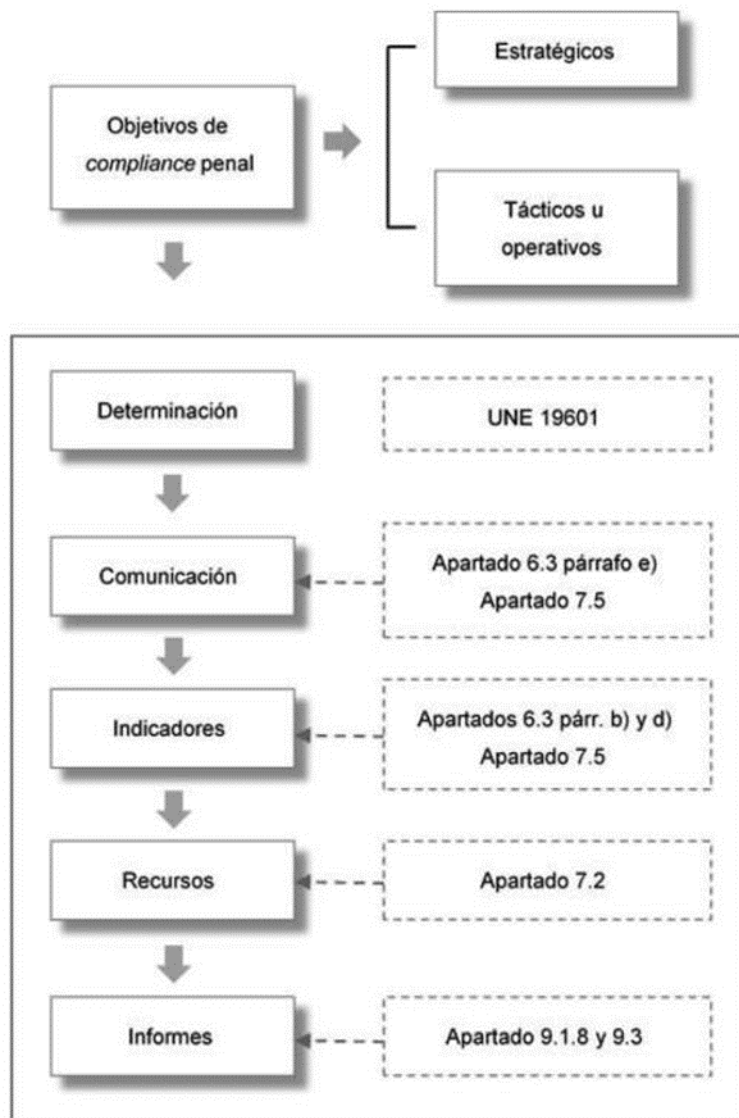 Estratégicos
Objetivos de
compliance penal
Tácticos u
operativos
Determinación
UNE 19601
Comunicación
Apartado 6.3 párrafo e)
Apartado 7.5
Indicadores
Apartados 6.3 párr. b) y d)
Apartado 7.5
Recursos
Apartado 7.2
Informes
Apartado 9.1.8 y 9.3